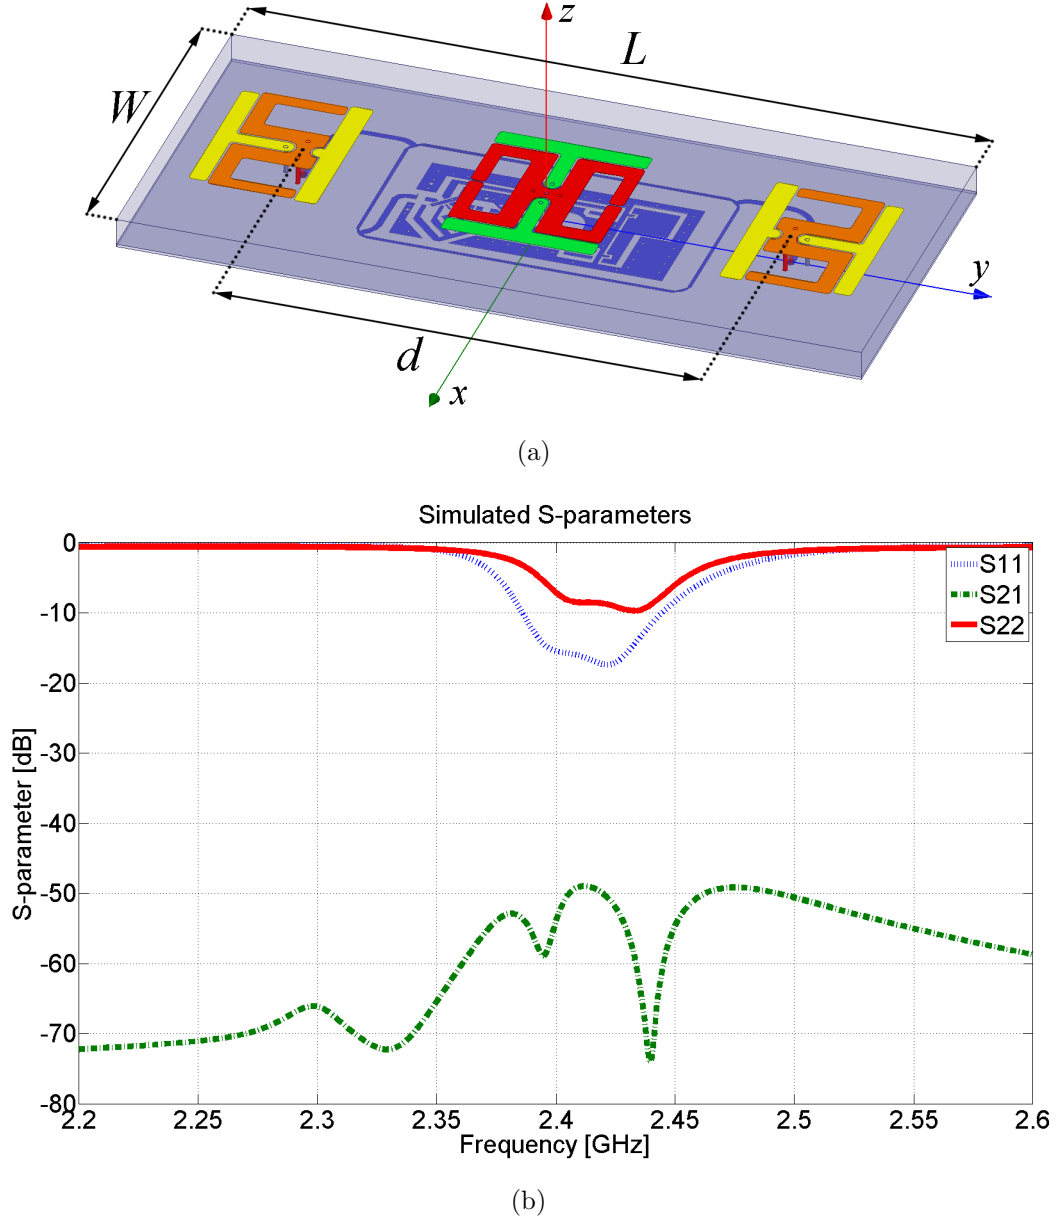 z
L
W
y
d
x
(a)
Simulated S-parameters
S11
S21
S22
0
-10
-20
-30
-40
-50
-60
-70
-80
S-parameter [dB]
2.2 2.25 2.3 2.35 2.4 2.45 2.5 2.55 2.6
Frequency [GHz]
(b)